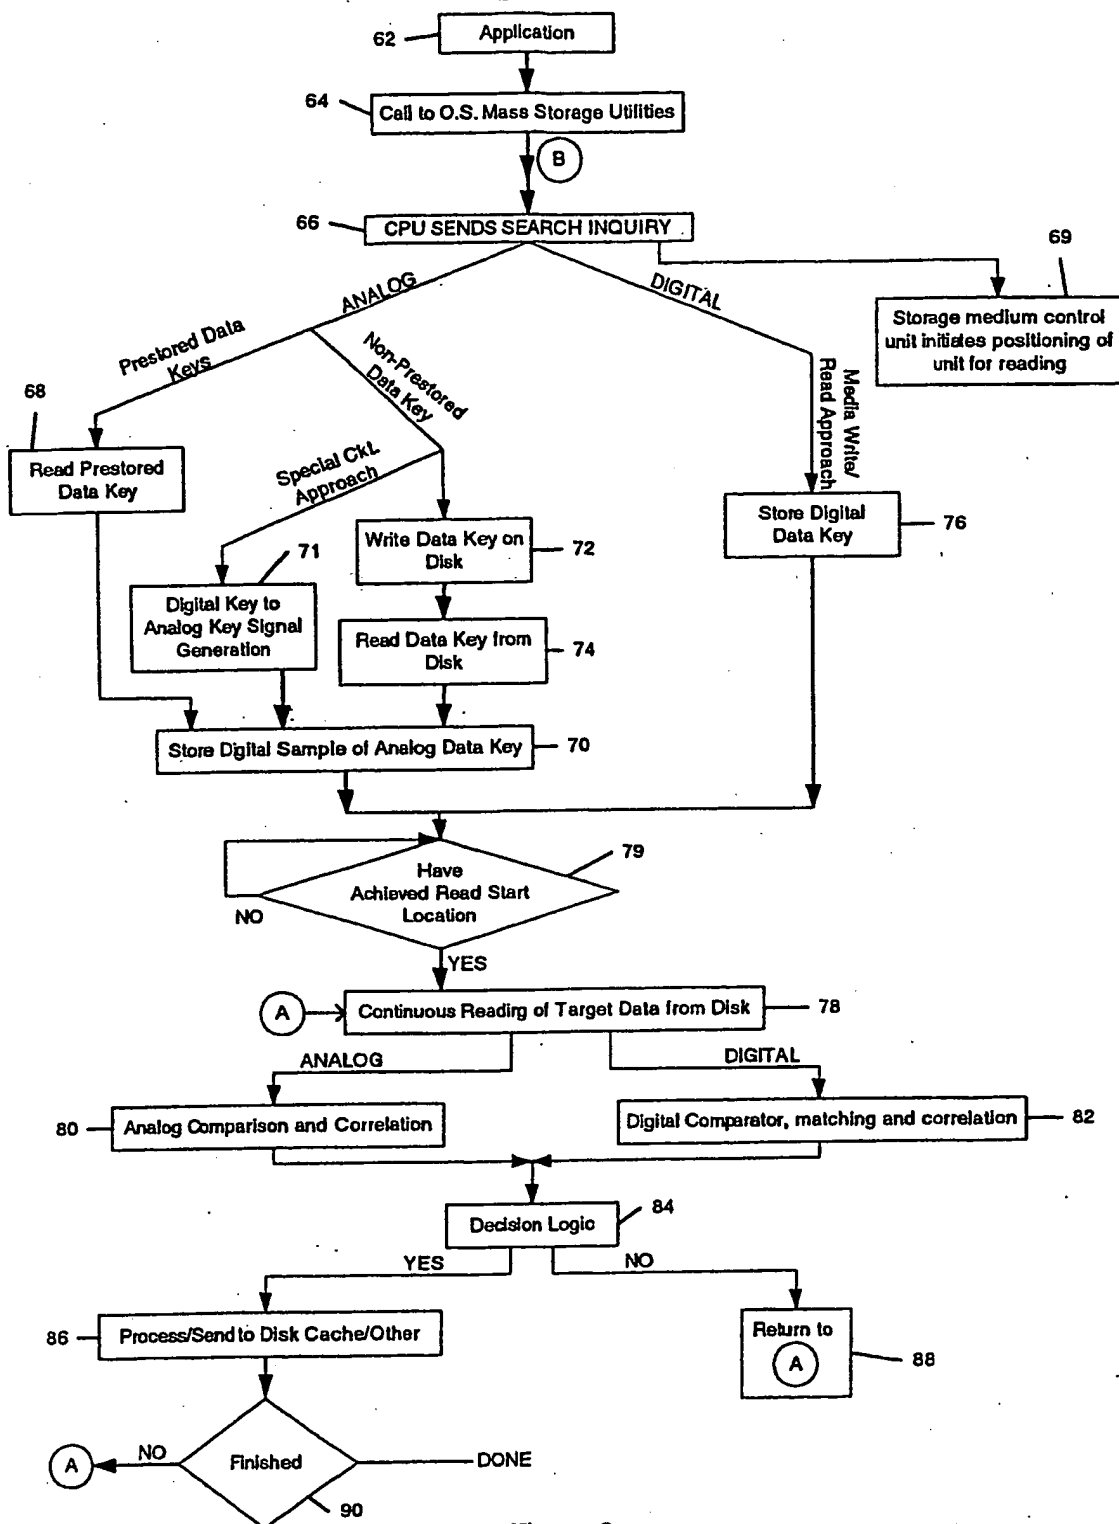 62
Application
64
Call to O.S. Mass Storage Utilities
B
66
CPU SENDS SEARCH INQUIRY
69
Storage medium control
unit initiates positioning of
unit for reading
ANALOG
DIGITAL
Prestored Data
Keys
Non-Prestored
Data Key
Media Write/
Read Approach
68
Read Prestored
Data Key
Special Ckt.
Approach
71
Digital Key to
Analog Key Signal
Generation
Write Data Key on
Disk
72
Read Data Key from
Disk
74
Store Digital
Data Key
76
Store Digital Sample of Analog Data Key
70
Have
Achieved Read Start
Location
79
NO
YES
A
Continuous Reading of Target Data from Disk
78
ANALOG
DIGITAL
80
Analog Comparison and Correlation
Digital Comparator, matching and correlation
82
Decision Logic
84
YES
NO
86
Process/Send to Disk Cache/Other
Return to
A
88
A
NO
Finished
DONE
90